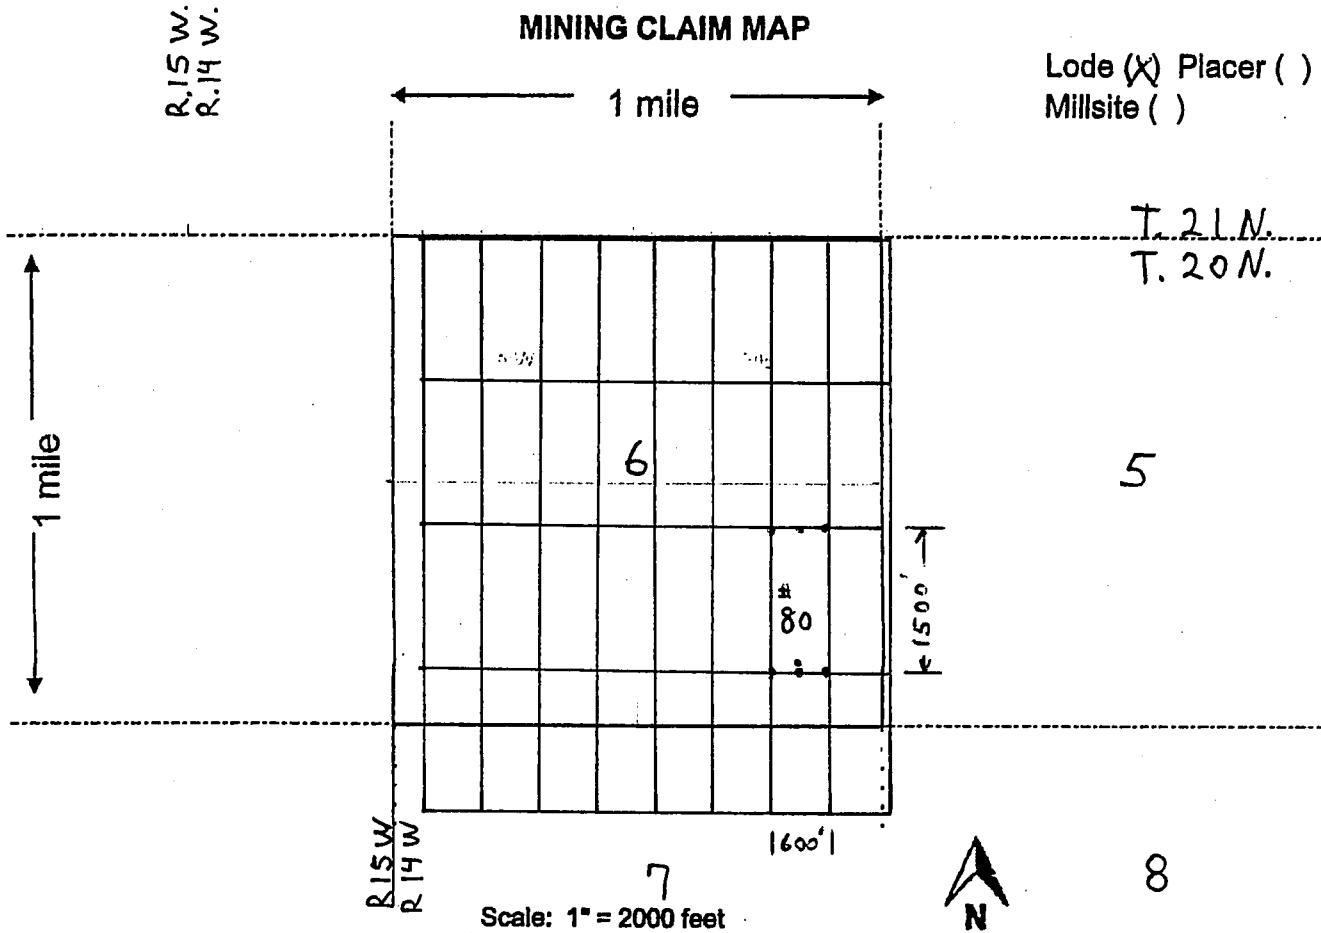 MINING CLAIM MAP
R.15 W.
R.14 W.
Lode (X) Placer ( )
Millsite ( )
1 mile
T. 21 N.
T. 20 N.
1 mile
6
5
#
80
1500'
600'
R15W
R 14 W
7
8
Scale: 1" = 2000 feet
N